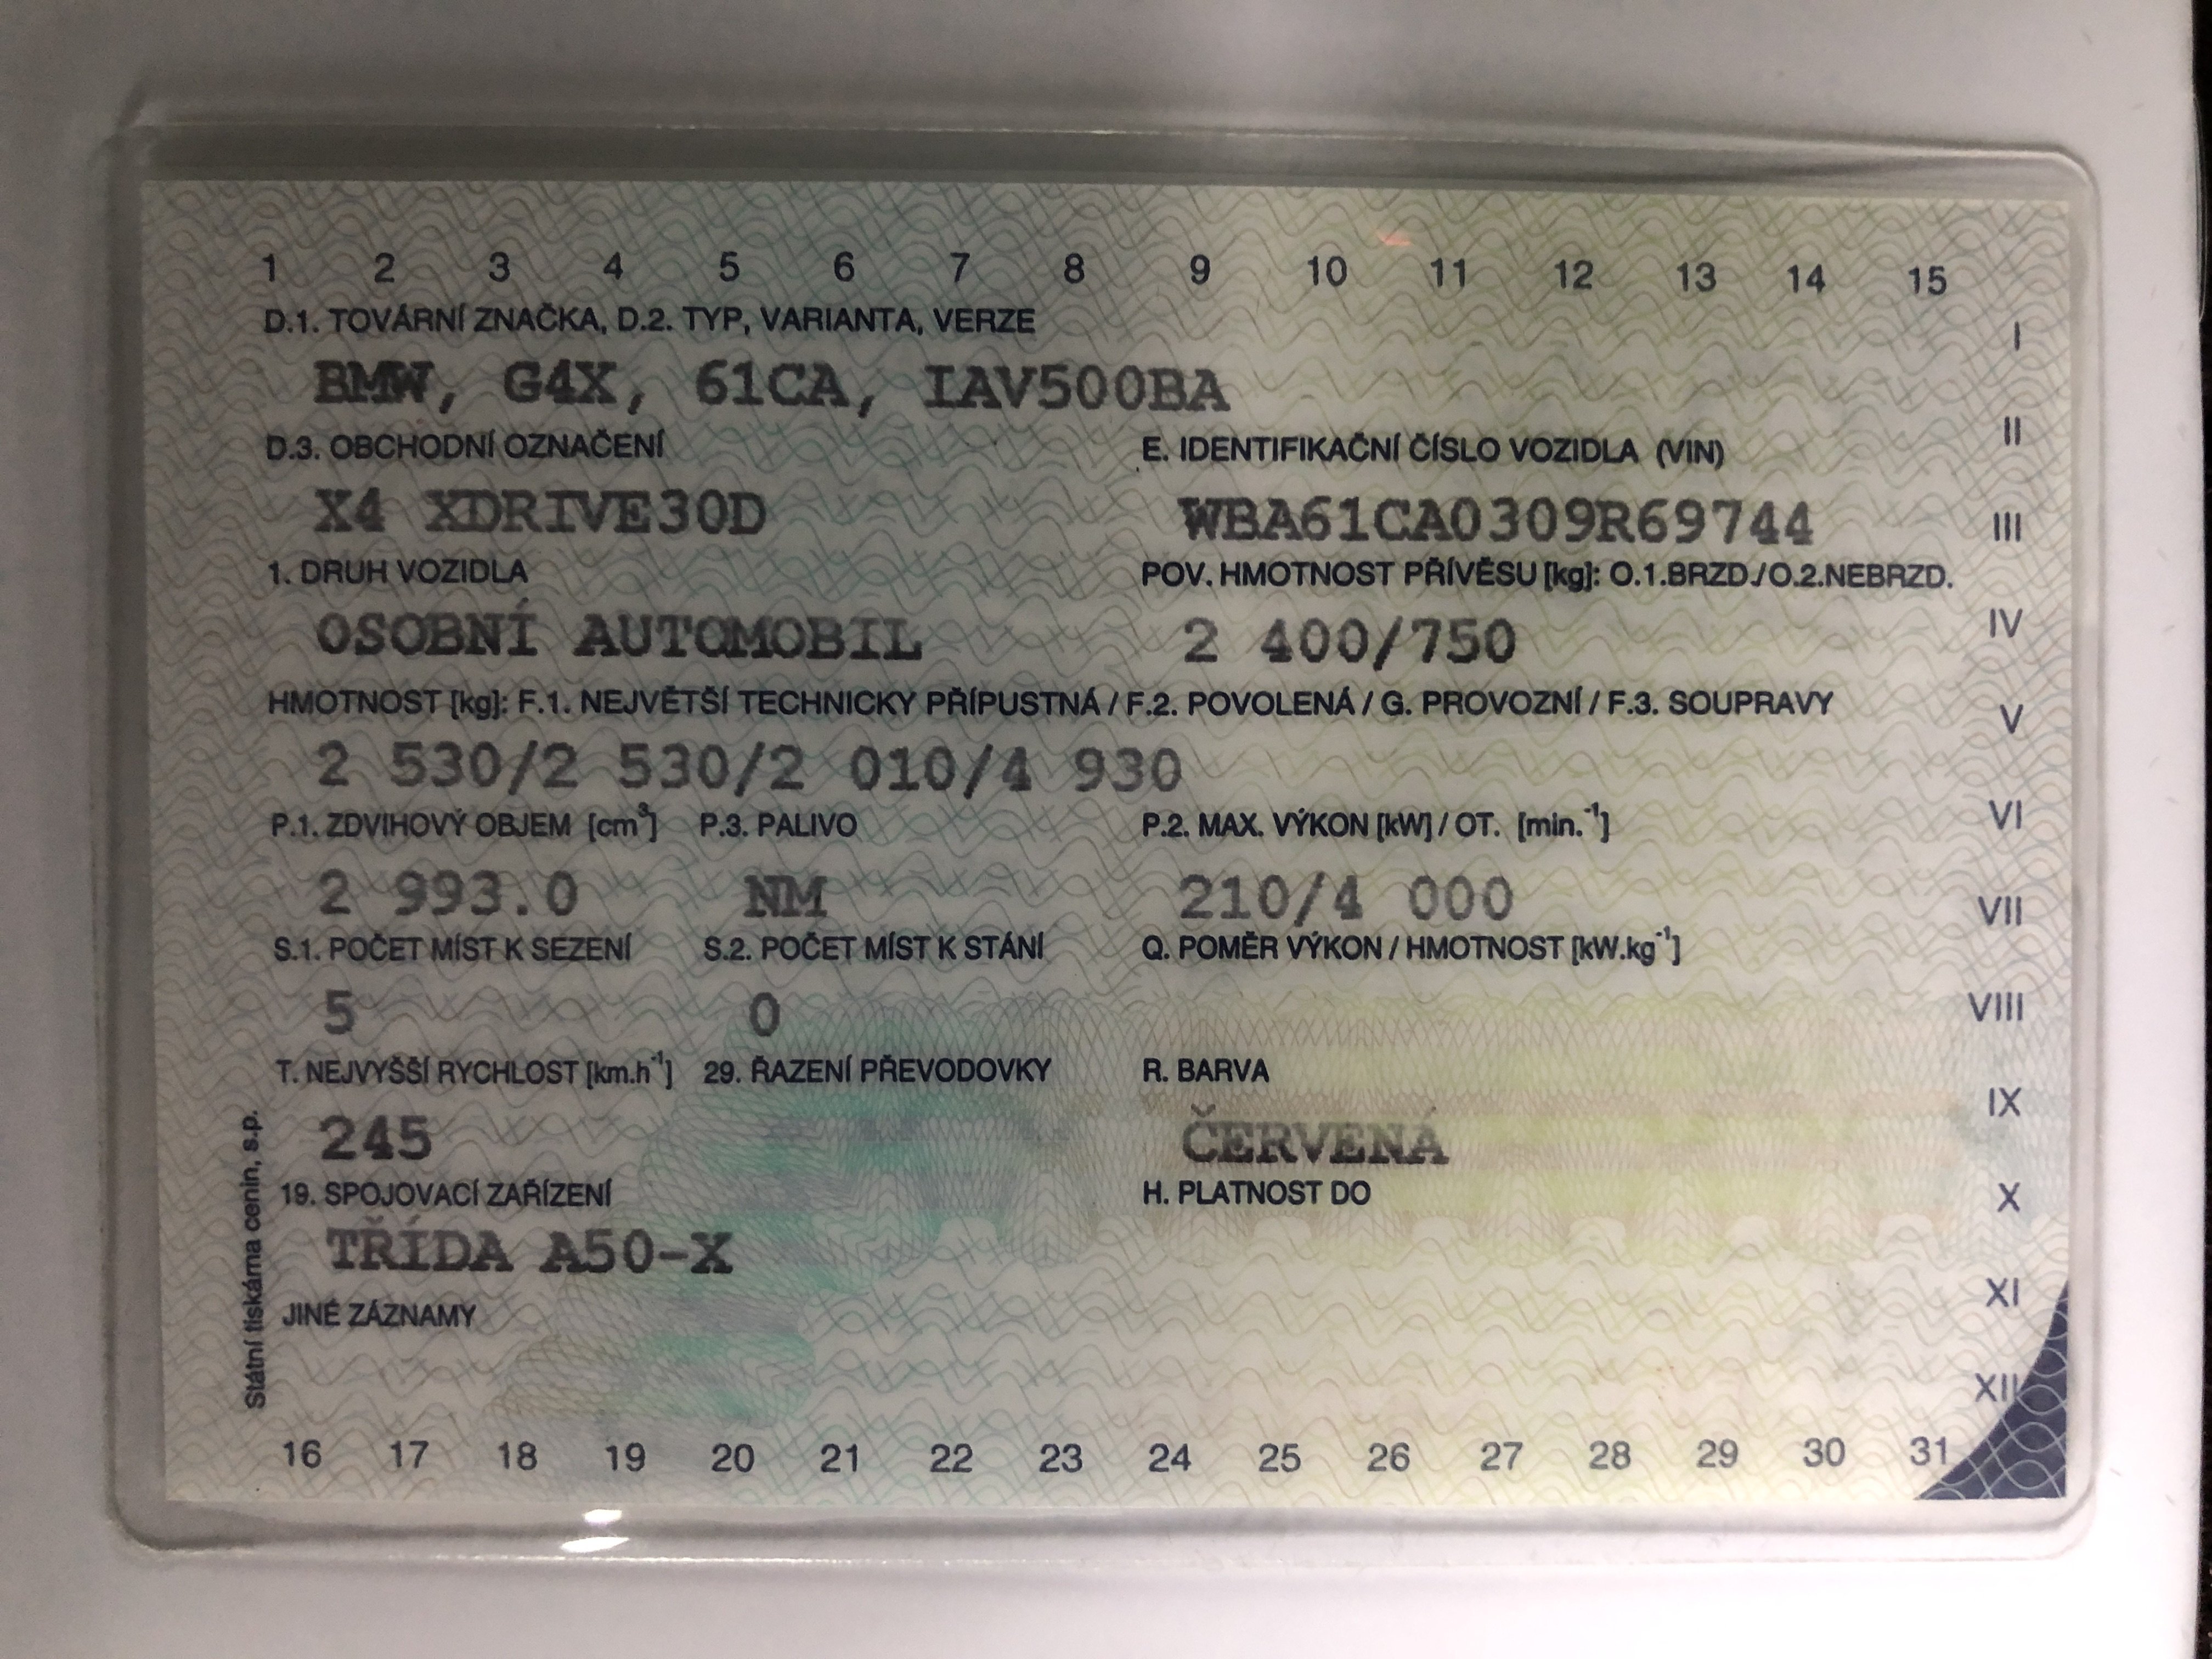 1 2 3 4 5 6 7 8 9 10 11 12 13 14 15
D.1. TOVÁRNÍ ZNAČKA, D.2. TYP, VARIANTA, VERZE
I
BMW, G4X, 61CA, IAV500BA
D.3. OBCHODNÍ OZNAČENÍ E. IDENTIFIKAČNÍ ČÍSLO VOZIDLA (VIN) II
X4 XDRIVE30D WBA61CA0309R69744 III
1. DRUH VOZIDLA POV. HMOTNOST PŘÍVĚSU [kg]: O.1.BRZD./O.2.NEBRZD.
OSOBNÍ AUTOMOBIL 2 400/750 IV
HMOTNOST [kg]: F.1. NEJVĚTŠÍ TECHNICKY PŘÍPUSTNÁ / F.2. POVOLENÁ / G. PROVOZNÍ / F.3. SOUPRAVY V
2 530/2 530/2 010/4 930
P.1. ZDVIHOVÝ OBJEM [cm³] P.3. PALIVO P.2. MAX. VÝKON [kW] / OT. [min.⁻¹] VI
2 993.0 NM 210/4 000 VII
S.1. POČET MÍST K SEZENÍ S.2. POČET MÍST K STÁNÍ Q. POMĚR VÝKON / HMOTNOST [kW.kg⁻¹]
5 0 VIII
T. NEJVYŠŠÍ RYCHLOST [km.h⁻¹] 29. ŘAZENÍ PŘEVODOVKY R. BARVA IX
245 ČERVENÁ
19. SPOJOVACÍ ZAŘÍZENÍ H. PLATNOST DO X
TŘÍDA A50-X
XI
JINÉ ZÁZNAMY
XII
Státní tiskárna cenin, s.p.
16 17 18 19 20 21 22 23 24 25 26 27 28 29 30 31